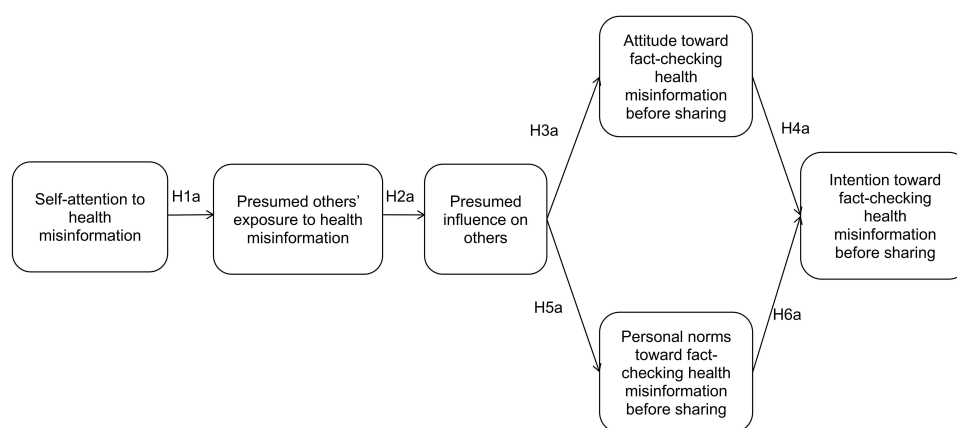 Self-attention to
health
misinformation
H1a
Presumed others’
exposure to health
misinformation
H2a
Presumed
influence on
others
H3a
Attitude toward
fact-checking
health
misinformation
before sharing
H4a
H5a
Personal norms
toward fact-
checking health
misinformation
before sharing
H6a
Intention toward
fact-checking
health
misinformation
before sharing